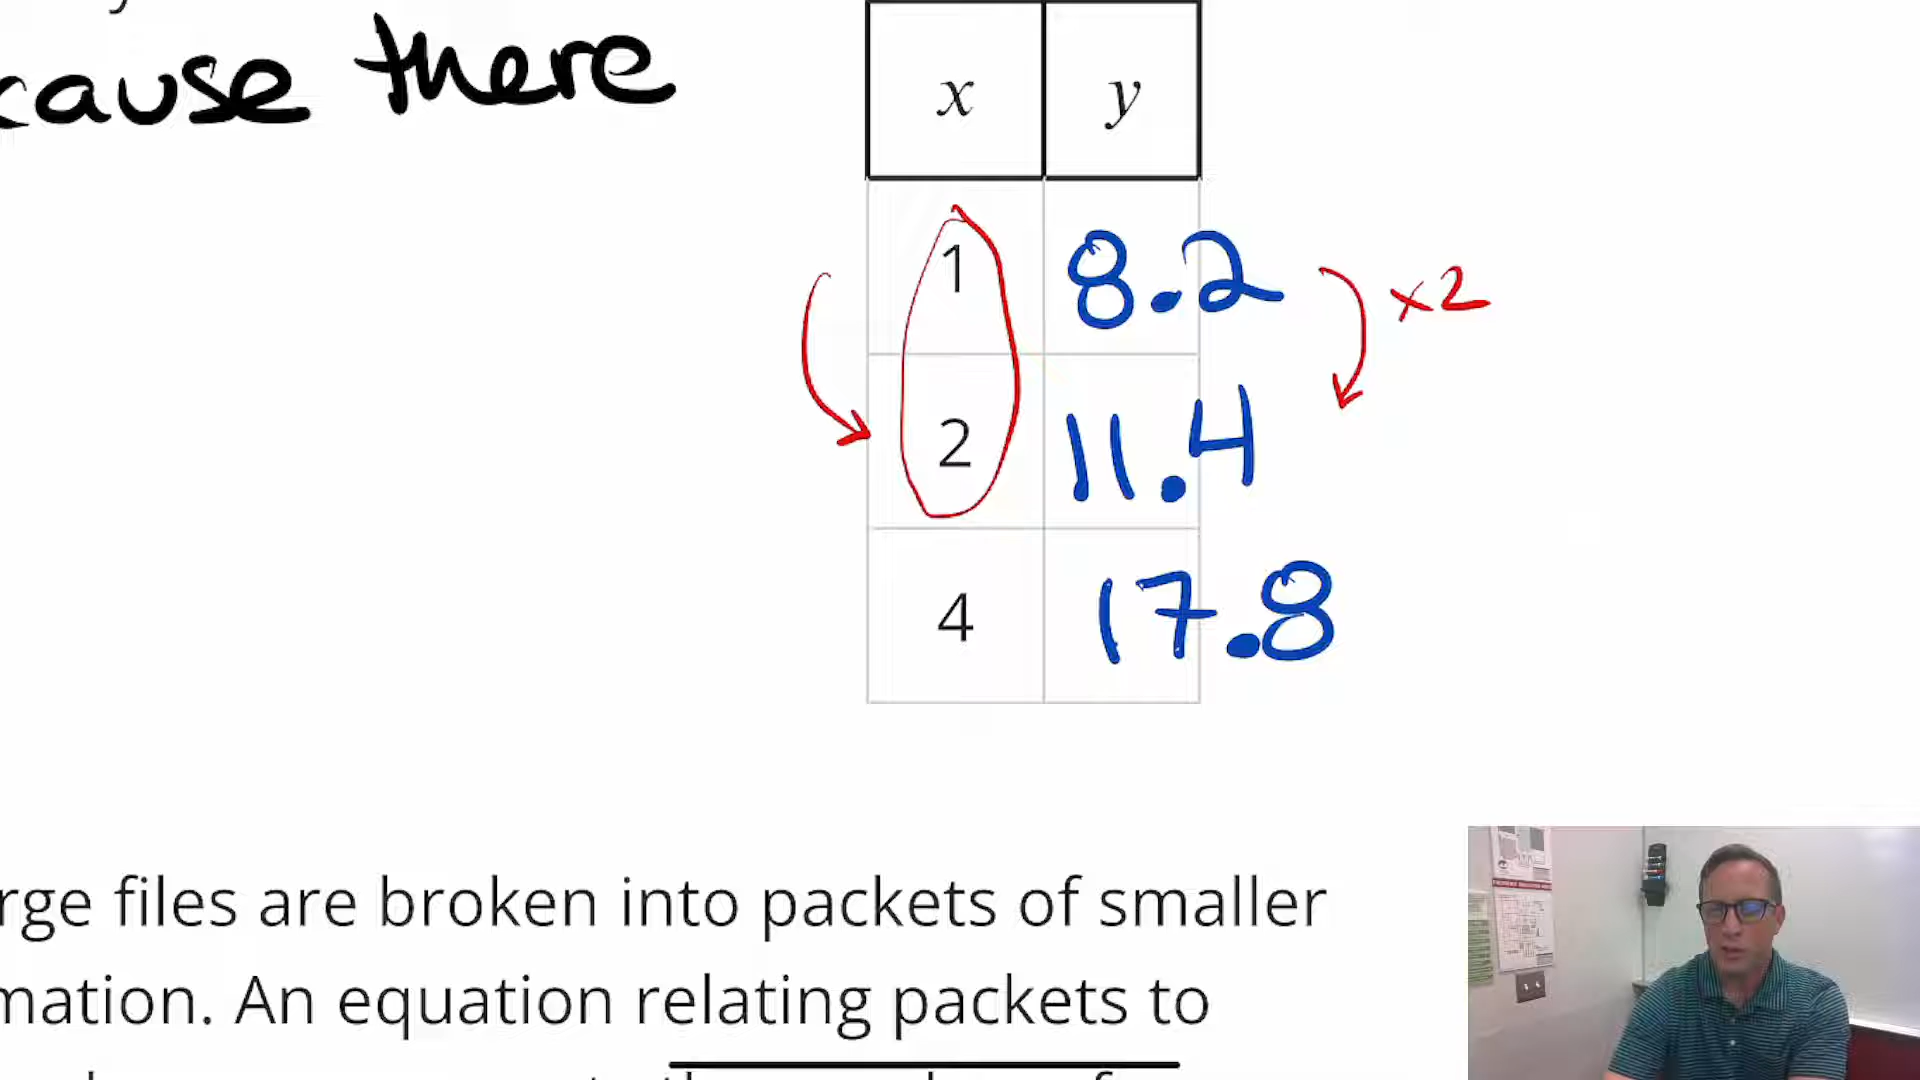 cause there
x y
1 8.2 x2
2 11.4
4 17.8
rge files are broken into packets of smaller
mation. An equation relating packets to